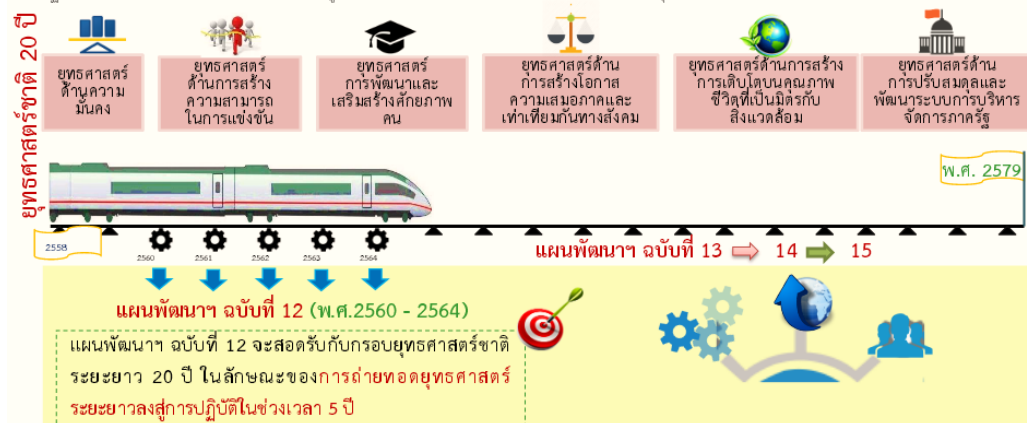 ยุทธศาสตร์ชาติ 20 ปี
ยุทธศาสตร์
ด้านความ
มั่นคง
ยุทธศาสตร์
ด้านการสร้าง
ความสามารถ
ในการแข่งขัน
ยุทธศาสตร์
การพัฒนาและ
เสริมสร้างศักยภาพ
คน
ยุทธศาสตร์ด้าน
การสร้างโอกาส
ความเสมอภาคและ
เท่าเทียมกันทางสังคม
ยุทธศาสตร์ด้านการสร้าง
การเติบโตบนคุณภาพ
ชีวิตที่เป็นมิตรกับ
สิ่งแวดล้อม
ยุทธศาสตร์ด้าน
การปรับสมดุลและ
พัฒนาระบบการบริหาร
จัดการภาครัฐ
พ.ศ. 2579
2558
2560 2561 2562 2563 2564
แผนพัฒนาฯ ฉบับที่ 13 14 15
แผนพัฒนาฯ ฉบับที่ 12 (พ.ศ.2560 - 2564)
แผนพัฒนาฯ ฉบับที่ 12 จะสอดรับกับกรอบยุทธศาสตร์ชาติ
ระยะยาว 20 ปี ในลักษณะของการถ่ายทอดยุทธศาสตร์
ระยะยาวลงสู่การปฏิบัติในช่วงเวลา 5 ปี